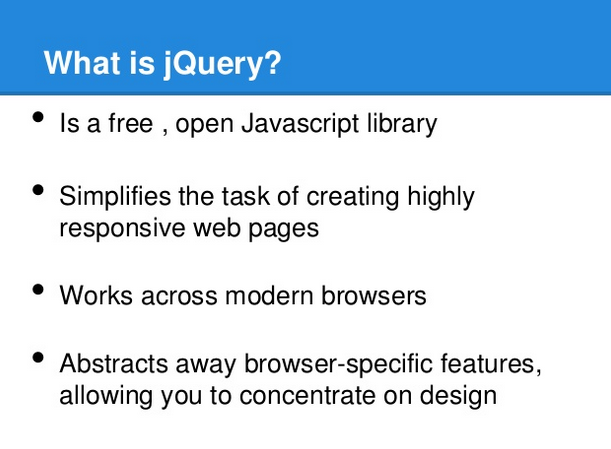 What is jQuery?
• Is a free , open Javascript library
• Simplifies the task of creating highly
responsive web pages
• Works across modern browsers
• Abstracts away browser-specific features,
allowing you to concentrate on design